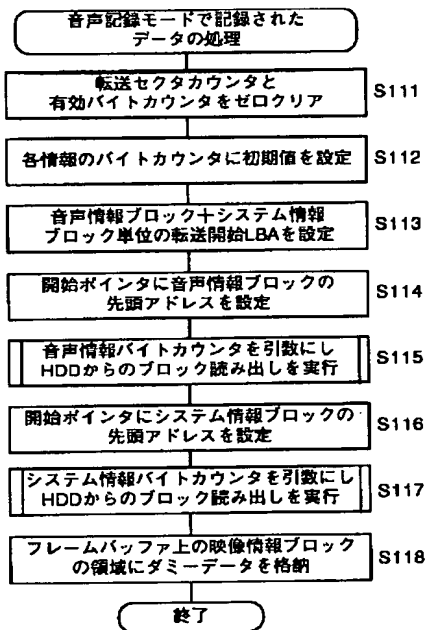 音声記録モードで記録された
データの処理
転送セクタカウンタと
有効バイトカウンタをゼロクリア
S111
各情報のバイトカウンタに初期値を設定
S112
音声情報ブロック+システム情報
ブロック単位の転送開始LBAを設定
S113
開始ポインタに音声情報ブロックの
先頭アドレスを設定
S114
音声情報バイトカウンタを引数にし
HDDからのブロック読み出しを実行
S115
開始ポインタにシステム情報ブロックの
先頭アドレスを設定
S116
システム情報バイトカウンタを引数にし
HDDからのブロック読み出しを実行
S117
フレームバッファ上の映像情報ブロック
の領域にダミーデータを格納
S118
終了